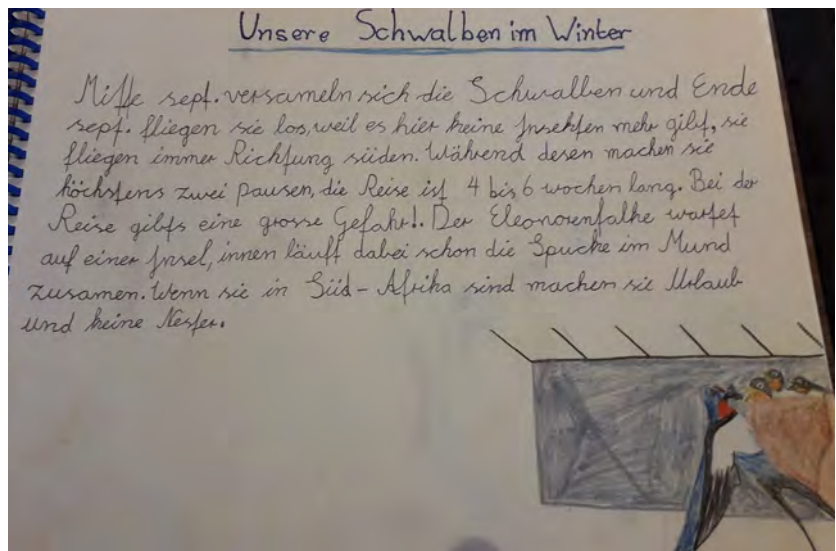 Unsere Schwalben im Winter
Mitte sept. versameln sich die Schwalben und Ende
sept. fliegen sie los, weil es hier keine Insekten mehr gibt, sie
fliegen immer Richtung süden. Während desen machen sie
höchstens zwei pausen, die Reise ist 4 bis 6 wochen lang. Bei der
Reise gibts eine grosse Gefahr!. Der Eleonorenfalke wartet
auf einer Insel, innen läuft dabei schon die Spucke im Mund
zusamen. Wenn sie in Süd-Afrika sind machen sie Urlaub
und keine Nester.